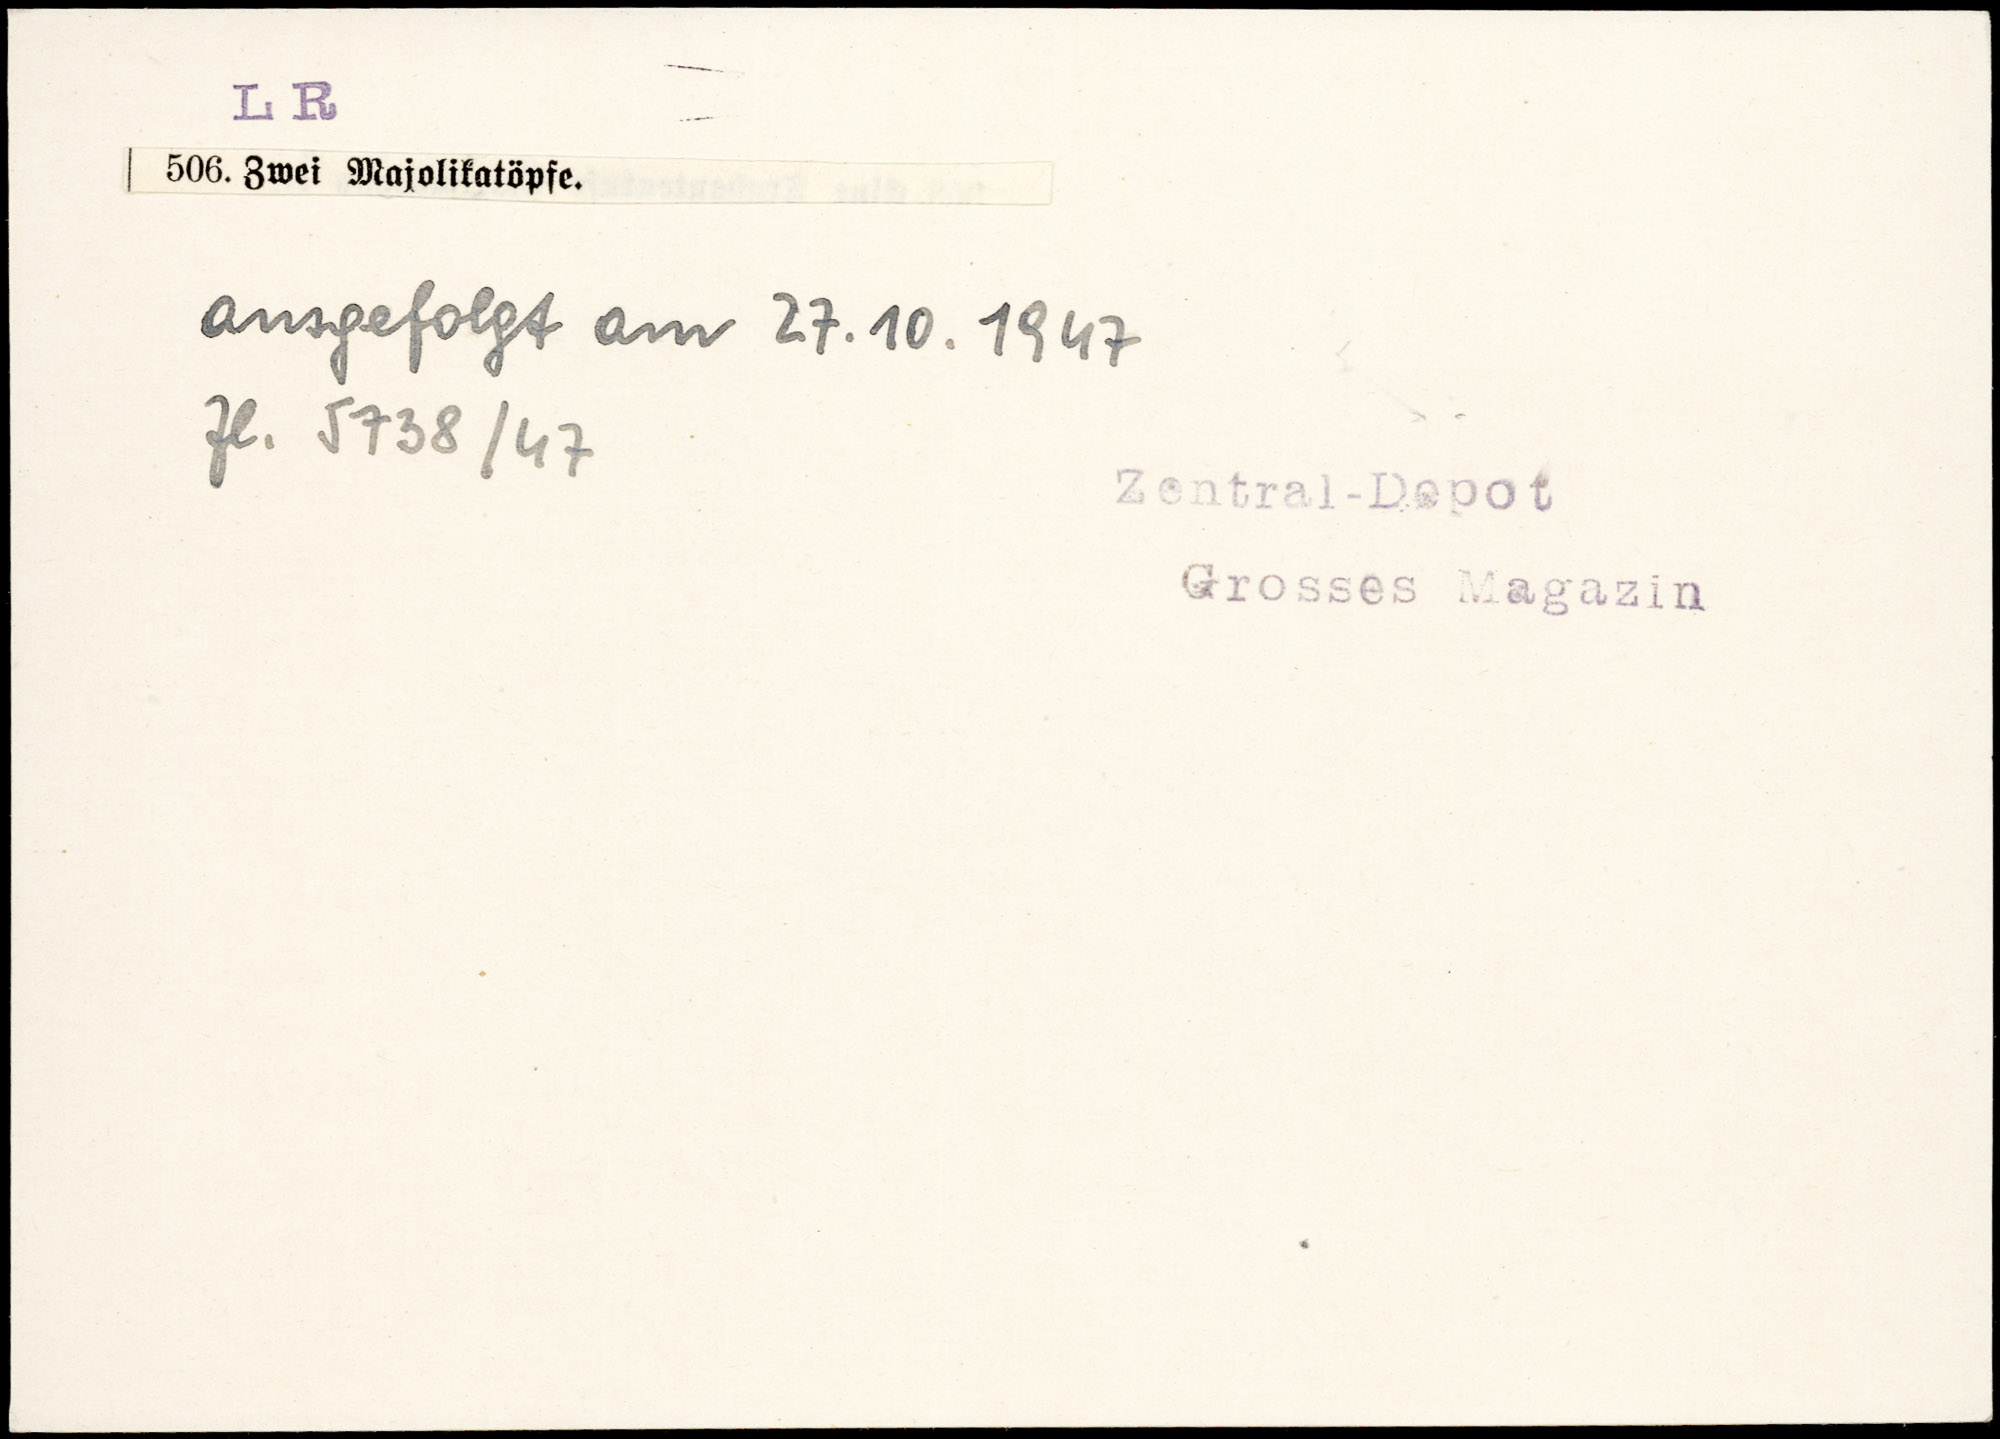 L R
506. Zwei Majolikatöpfe.
ausgefolgt am 27.10.1947
Zl. 5738/47
Zentral-Depot
Grosses Magazin